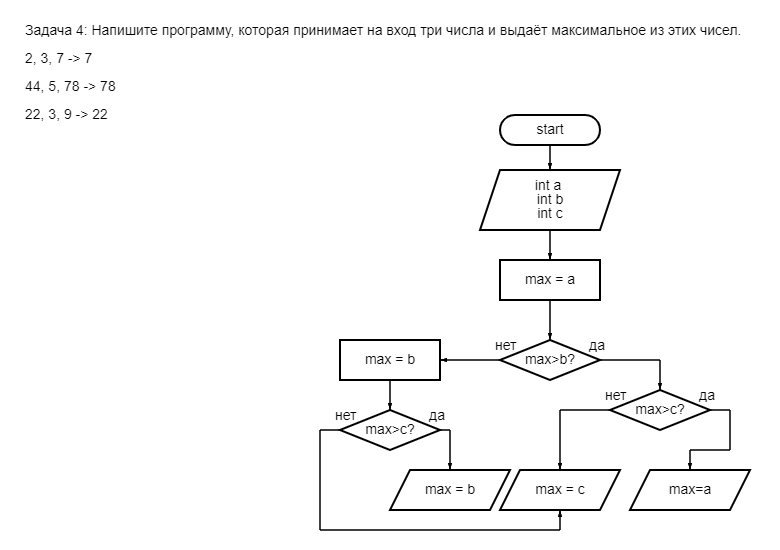 Задача 4: Напишите программу, которая принимает на вход три числа и выдаёт максимальное из этих чисел.
2, 3, 7 -> 7
44, 5, 78 -> 78
22, 3, 9 -> 22
start
int a
int b
int c
max = a
нет
да
max = b
max>b?
нет
да
max>c?
нет
да
max>c?
max = b
max = c
max=a